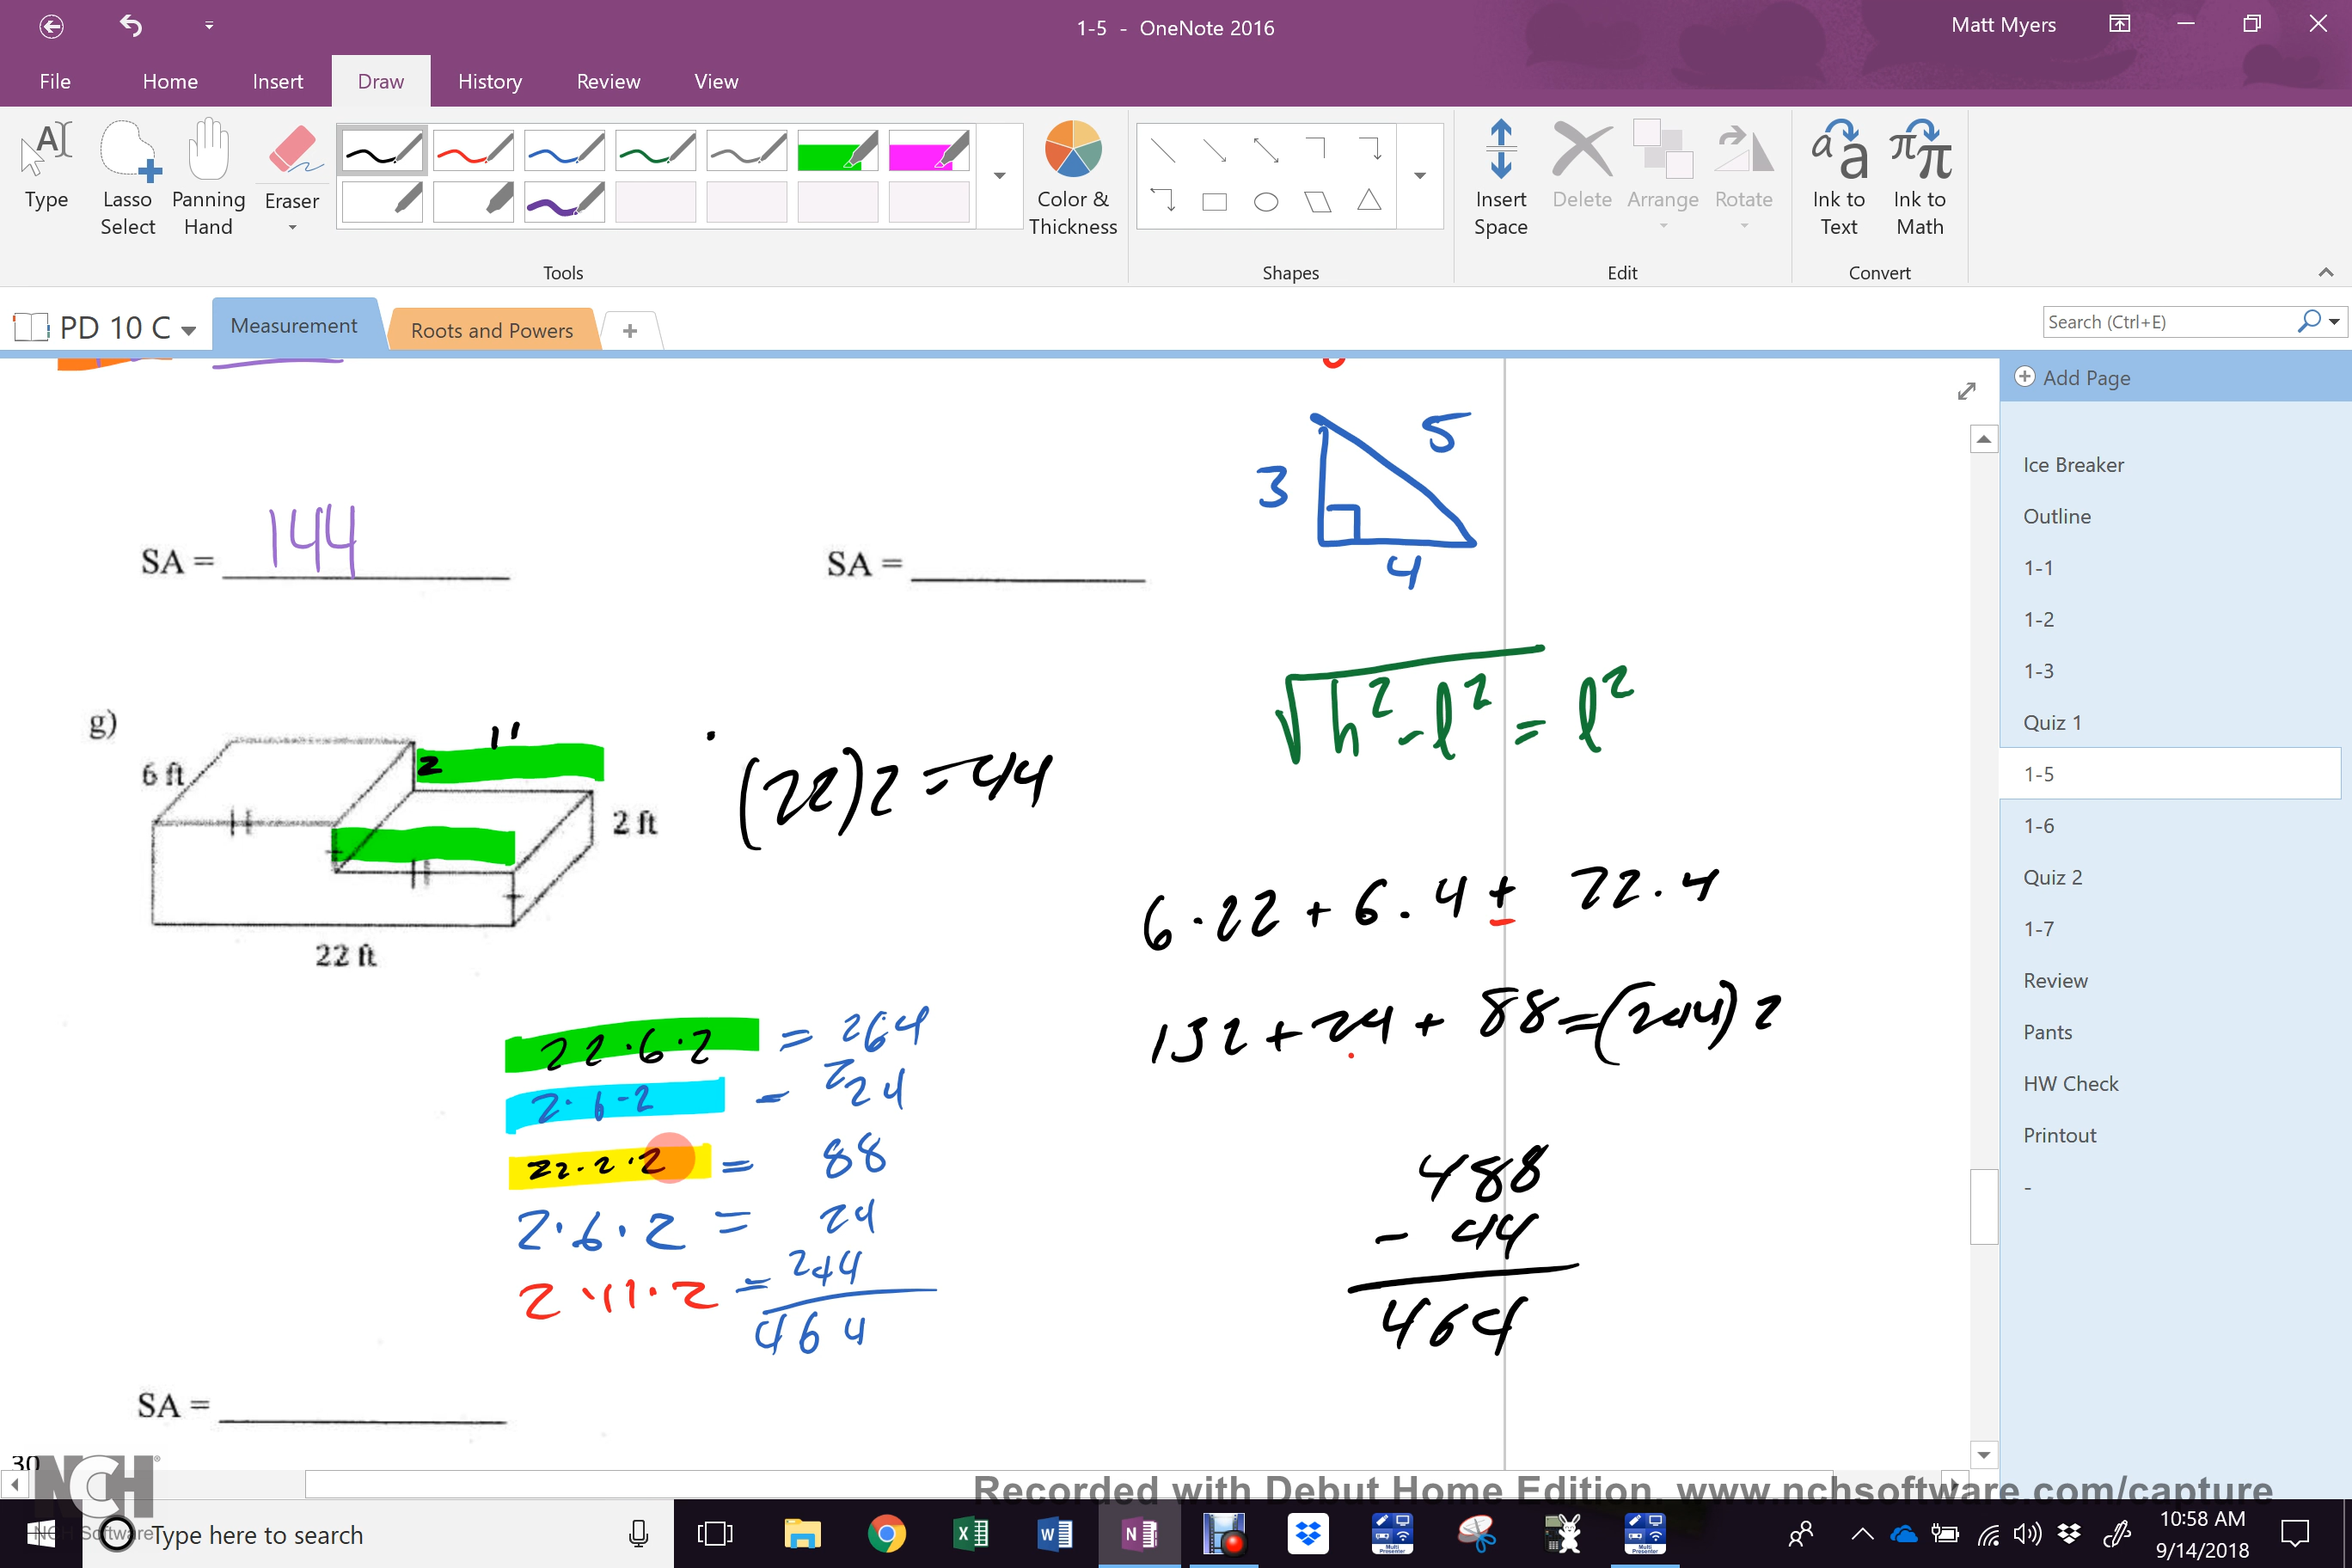 1-5 - OneNote 2016
Matt Myers
File Home Insert Draw History Review View
Type
Lasso Select
Panning Hand
Eraser
Color & Thickness
Insert Space
Delete
Arrange
Rotate
Ink to Text
Ink to Math
Tools
Shapes
Edit
Convert
PD 10 C
Measurement
Roots and Powers
Search (Ctrl+E)
Add Page
Ice Breaker
Outline
1-1
1-2
1-3
Quiz 1
1-5
1-6
Quiz 2
1-7
Review
Pants
HW Check
Printout
-
SA = 144
SA =
3
5
4
√h² - l² = l²
g)
6 ft
11
2
2 ft
22 ft
(22)2 = 44
6·22 + 6·4 + 22·4
132 + 24 + 88 = (244) 2
488
- 44
464
22·6·2 = 264
2·6·2 = 24
22·2·2 = 88
2·6·2 = 24
2·11·2 = 44
464
SA =
30
NCH
NCH Software
Recorded with Debut Home Edition. www.nchsoftware.com/capture
Type here to search
10:58 AM
9/14/2018